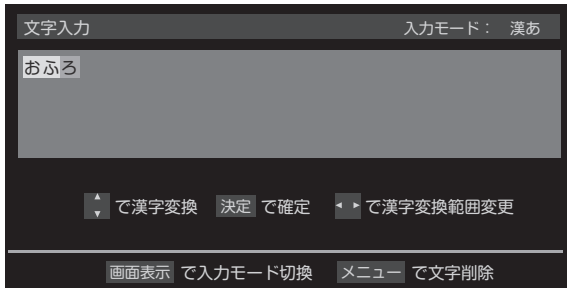 文字入力 入力モード： 漢あ
おふろ
で漢字変換 決定 で確定 で漢字変換範囲変更
画面表示 で入力モード切換 メニュー で文字削除